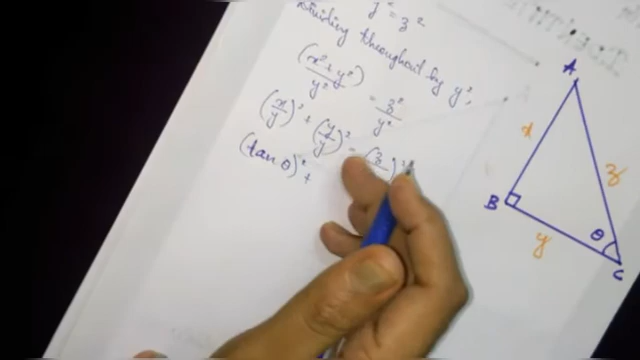 y² = z²
dividing throughout by y²,
(x²+y²)/y² = z²/y²
(x/y)² + (y/y)² = (z/y)²
(tan θ)² +
A
x
z
B
θ
y
C